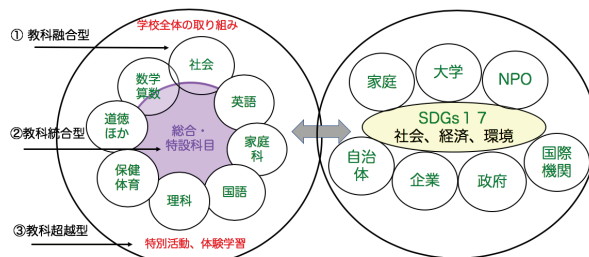 学校全体の取り組み
① 教科融合型
社会
数学
算数
英語
道徳
ほか
②教科統合型
総合・
特設科目
家庭
科
保健
体育
国語
理科
③教科超越型
特別活動、体験学習
家庭
大学
NPO
SDGs１７
社会、経済、環境
自治
体
企業
政府
国際
機関